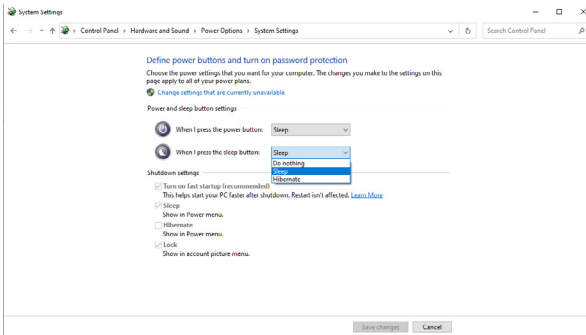 System Settings
Control Panel > Hardware and Sound > Power Options > System Settings
Search Control Panel
Define power buttons and turn on password protection
Choose the power settings that you want for your computer. The changes you make to the settings on this
page apply to all of your power plans.
Change settings that are currently unavailable
Power and sleep button settings
When I press the power button: Sleep
When I press the sleep button: Sleep
Do nothing
Sleep
Hibernate
Shutdown settings
Turn on fast startup (recommended)
This helps start your PC faster after shutdown. Restart isn't affected. Learn More
Sleep
Show in Power menu.
Hibernate
Show in Power menu.
Lock
Show in account picture menu.
Save changes Cancel